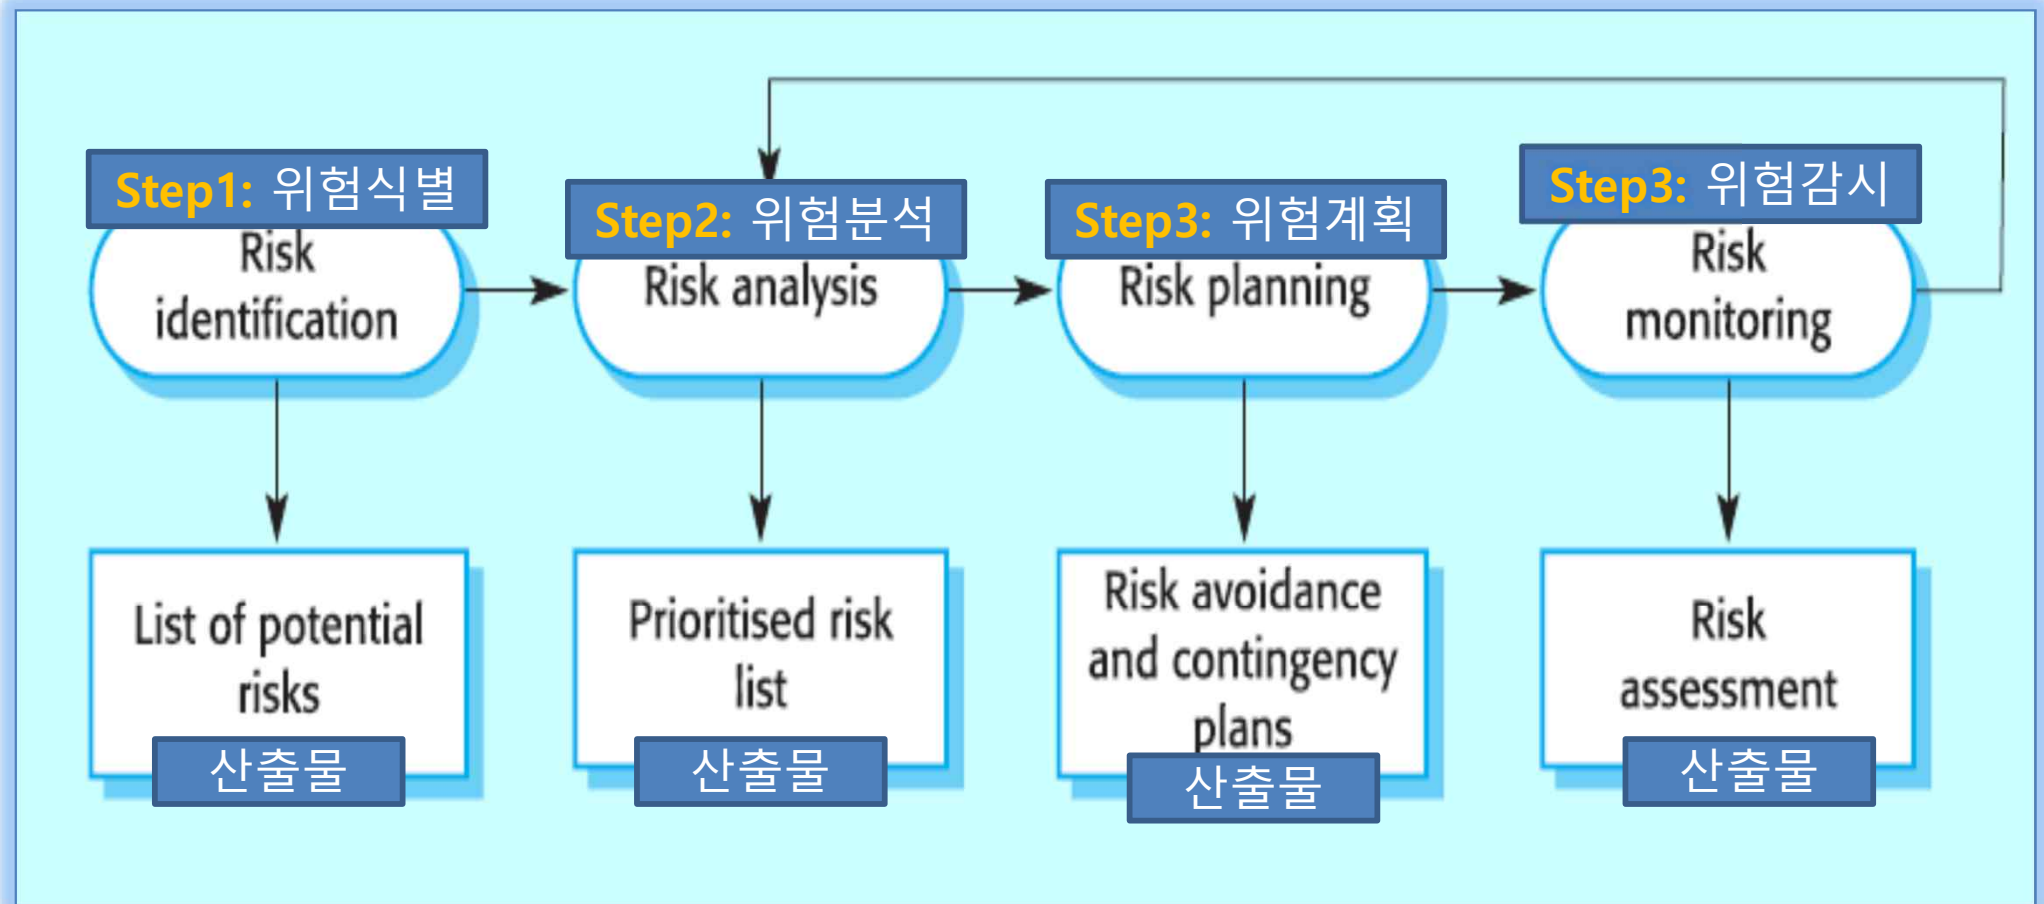 Step1: 위험식별
Risk
identification
Step2: 위험분석
Risk analysis
Step3: 위험계획
Risk planning
Step3: 위험감시
Risk
monitoring
List of potential
risks
산출물
Prioritised risk
list
산출물
Risk avoidance
and contingency
plans
산출물
Risk
assessment
산출물